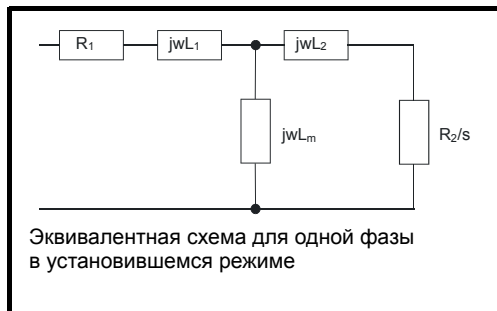 R₁ jwL₁ jwL₂
jwLₘ R₂/s
Эквивалентная схема для одной фазы
в установившемся режиме